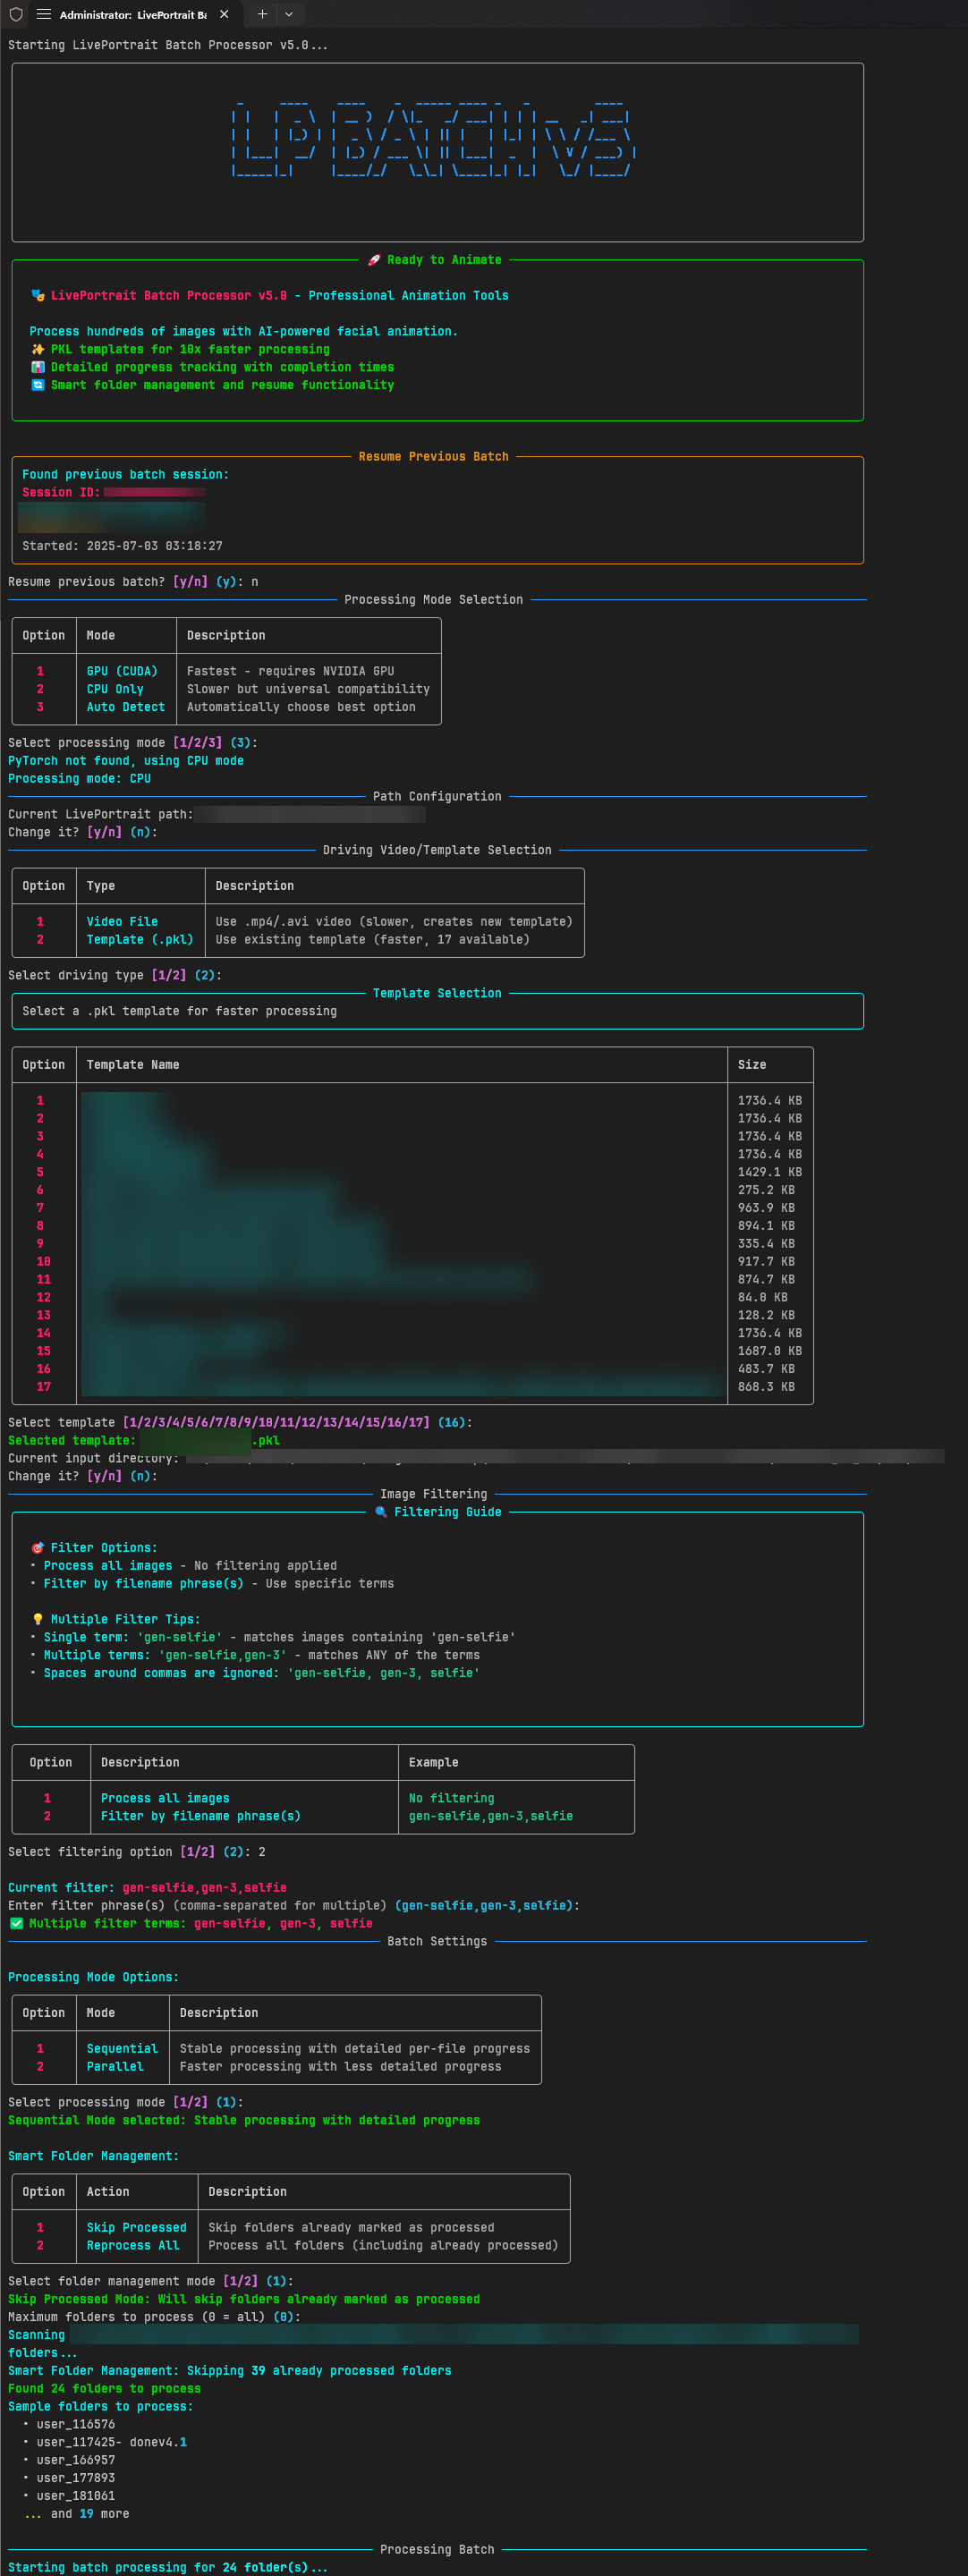 Administrator: LivePortrait Ba
Starting LivePortrait Batch Processor v5.0...
LP BATCH v5
🚀 Ready to Animate
🎭 LivePortrait Batch Processor v5.0 - Professional Animation Tools
Process hundreds of images with AI-powered facial animation.
✨ PKL templates for 10x faster processing
📊 Detailed progress tracking with completion times
🔄 Smart folder management and resume functionality
Resume Previous Batch
Found previous batch session:
Session ID:
Started: 2025-07-03 03:18:27
Resume previous batch? [y/n] (y): n
Processing Mode Selection
Option Mode Description
1 GPU (CUDA) Fastest - requires NVIDIA GPU
2 CPU Only Slower but universal compatibility
3 Auto Detect Automatically choose best option
Select processing mode [1/2/3] (3):
PyTorch not found, using CPU mode
Processing mode: CPU
Path Configuration
Current LivePortrait path:
Change it? [y/n] (n):
Driving Video/Template Selection
Option Type Description
1 Video File Use .mp4/.avi video (slower, creates new template)
2 Template (.pkl) Use existing template (faster, 17 available)
Select driving type [1/2] (2):
Template Selection
Select a .pkl template for faster processing
Option Template Name Size
1 1736.4 KB
2 1736.4 KB
3 1736.4 KB
4 1736.4 KB
5 1429.1 KB
6 275.2 KB
7 963.9 KB
8 894.1 KB
9 335.4 KB
10 917.7 KB
11 874.7 KB
12 84.0 KB
13 128.2 KB
14 1736.4 KB
15 1687.0 KB
16 483.7 KB
17 868.3 KB
Select template [1/2/3/4/5/6/7/8/9/10/11/12/13/14/15/16/17] (16):
Selected template: .pkl
Current input directory:
Change it? [y/n] (n):
Image Filtering
🔍 Filtering Guide
🎯 Filter Options:
• Process all images - No filtering applied
• Filter by filename phrase(s) - Use specific terms
💡 Multiple Filter Tips:
• Single term: 'gen-selfie' - matches images containing 'gen-selfie'
• Multiple terms: 'gen-selfie,gen-3' - matches ANY of the terms
• Spaces around commas are ignored: 'gen-selfie, gen-3, selfie'
Option Description Example
1 Process all images No filtering
2 Filter by filename phrase(s) gen-selfie,gen-3,selfie
Select filtering option [1/2] (2): 2
Current filter: gen-selfie,gen-3,selfie
Enter filter phrase(s) (comma-separated for multiple) (gen-selfie,gen-3,selfie):
✅ Multiple filter terms: gen-selfie, gen-3, selfie
Batch Settings
Processing Mode Options:
Option Mode Description
1 Sequential Stable processing with detailed per-file progress
2 Parallel Faster processing with less detailed progress
Select processing mode [1/2] (1):
Sequential Mode selected: Stable processing with detailed progress
Smart Folder Management:
Option Action Description
1 Skip Processed Skip folders already marked as processed
2 Reprocess All Process all folders (including already processed)
Select folder management mode [1/2] (1):
Skip Processed Mode: Will skip folders already marked as processed
Maximum folders to process (0 = all) (0):
Scanning
folders...
Smart Folder Management: Skipping 39 already processed folders
Found 24 folders to process
Sample folders to process:
• user_116576
• user_117425- donev4.1
• user_166957
• user_177893
• user_181061
... and 19 more
Processing Batch
Starting batch processing for 24 folder(s)...